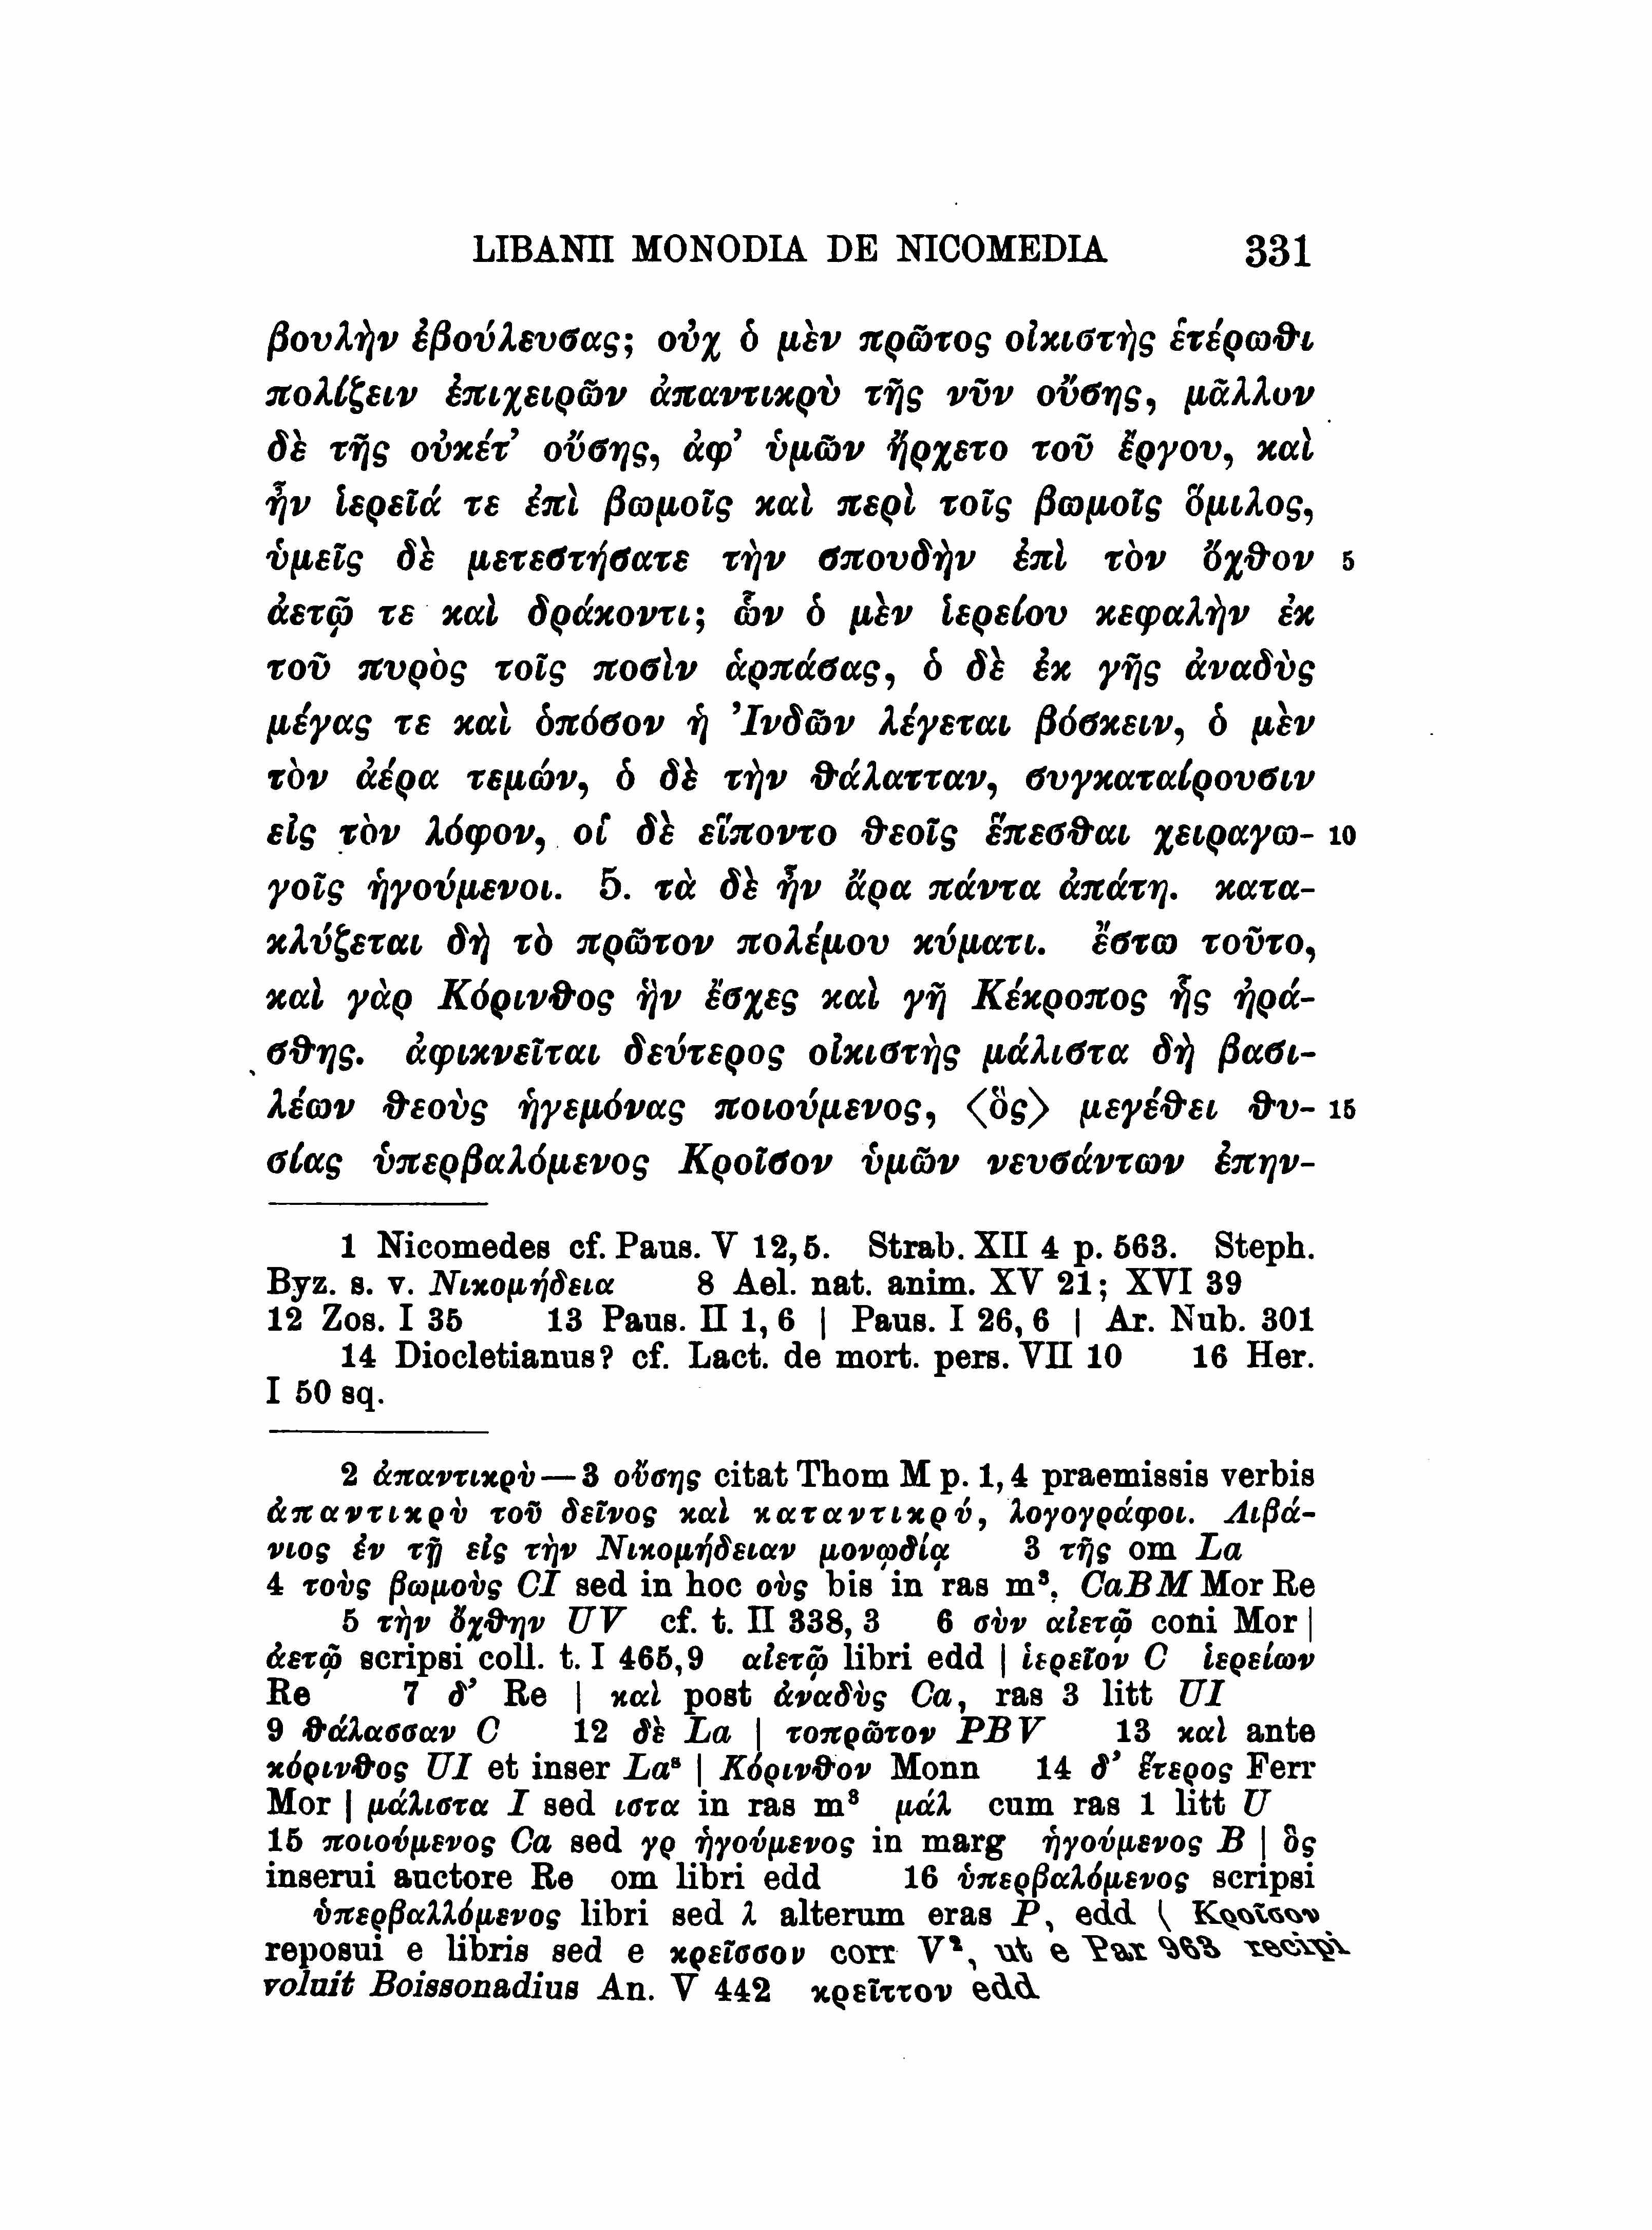 LIBANII MONODIA DE NICOMEDIA 331
βουλὴν ἐβούλευσας; οὐχ ὁ μὲν πρῶτος οἰκιστὴς ἑτέρωθι
πολίζειν ἐπιχειρῶν ἀπαντικρὺ τῆς νῦν οὔσης, μᾶλλον
δὲ τῆς οὐκέτ’ οὔσης, ἀφ’ ὑμῶν ἤρχετο τοῦ ἔργου, καὶ
ἦν ἱερεῖά τε ἐπὶ βωμοῖς καὶ περὶ τοῖς βωμοῖς ὅμιλος,
ὑμεῖς δὲ μετεστήσατε τὴν σπουδὴν ἐπὶ τὸν ὄχθον 5
ἀετῷ τε καὶ δράκοντι; ὧν ὁ μὲν ἱερείου κεφαλὴν ἐκ
τοῦ πυρὸς τοῖς ποσὶν ἁρπάσας, ὁ δὲ ἐκ γῆς ἀναδὺς
μέγας τε καὶ ὁπόσον ἡ Ἰνδῶν λέγεται βόσκειν, ὁ μὲν
τὸν ἀέρα τεμών, ὁ δὲ τὴν θάλατταν, συγκαταίρουσιν
εἰς τὸν λόφον, οἱ δὲ εἵποντο θεοῖς ἕπεσθαι χειραγω- 10
γοῖς ἡγούμενοι. 5. τὰ δὲ ἦν ἄρα πάντα ἀπάτη. κατα-
κλύζεται δὴ τὸ πρῶτον πολέμου κύματι. ἔστω τοῦτο,
καὶ γὰρ Κόρινθος ἣν ἔσχες καὶ γῆ Κέκροπος ἧς ἠρά-
σθης. ἀφικνεῖται δεύτερος οἰκιστὴς μάλιστα δὴ βασι-
λέων θεοὺς ἡγεμόνας ποιούμενος, ⟨ὃς⟩ μεγέθει θυ- 15
σίας ὑπερβαλόμενος Κροῖσον ὑμῶν νευσάντων ἐπην-
1 Nicomedes cf. Paus. V 12,5. Strab. XII 4 p. 563. Steph.
Byz. s. v. Νικομήδεια 8 Ael. nat. anim. XV 21; XVI 39
12 Zos. I 35 13 Paus. II 1, 6 | Paus. I 26, 6 | Ar. Nub. 301
14 Diocletianus? cf. Lact. de mort. pers. VII 10 16 Her.
I 50 sq.
2 ἀπαντικρὺ—3 οὔσης citat Thom M p. 1,4 praemissis verbis
ἀπαντικρὺ τοῦ δεῖνος καὶ καταντικρύ, λογογράφοι. Λιβά-
νιος ἐν τῇ εἰς τὴν Νικομήδειαν μονῳδίᾳ 3 τῆς om La
4 τοὺς βωμοὺς CI sed in hoc οὺς bis in ras m³, CaBM Mor Re
5 τὴν ὄχθην UV cf. t. II 338, 3 6 σὺν αἰετῷ coni Mor |
ἀετῷ scripsi coll. t. I 465,9 αἰετῷ libri edd | ἱερεῖον C ἱερείων
Re 7 δ’ Re | καὶ post ἀναδὺς Ca, ras 3 litt UI
9 θάλασσαν C 12 δὲ La | τοπρῶτον PBV 13 καὶ ante
κόρινθος UI et inser La² | Κόρινθον Monn 14 δ’ ἕτερος Ferr
Mor | μάλιστα I sed ιστα in ras m³ μάλ cum ras 1 litt U
15 ποιούμενος Ca sed γρ ἡγούμενος in marg ἡγούμενος B | ὃς
inserui auctore Re om libri edd 16 ὑπερβαλόμενος scripsi
ὑπερβαλλόμενος libri sed λ alterum eras P, edd | Κροῖσον
reposui e libris sed e κρεῖσσον corr V², ut e Par 963 recipi
voluit Boissonadius An. V 442 κρεῖττον edd